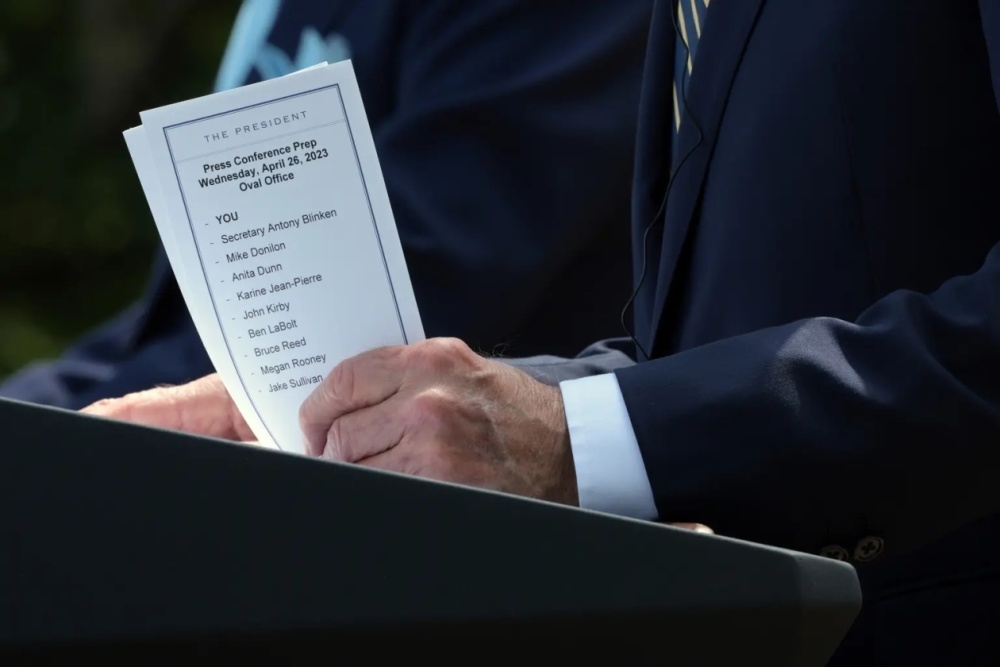 THE PRESIDENT
Press Conference Prep
Wednesday, April 26, 2023
Oval Office
- YOU
- Secretary Antony Blinken
- Mike Donilon
- Anita Dunn
- Karine Jean-Pierre
- John Kirby
- Ben LaBolt
- Bruce Reed
- Megan Rooney
- Jake Sullivan